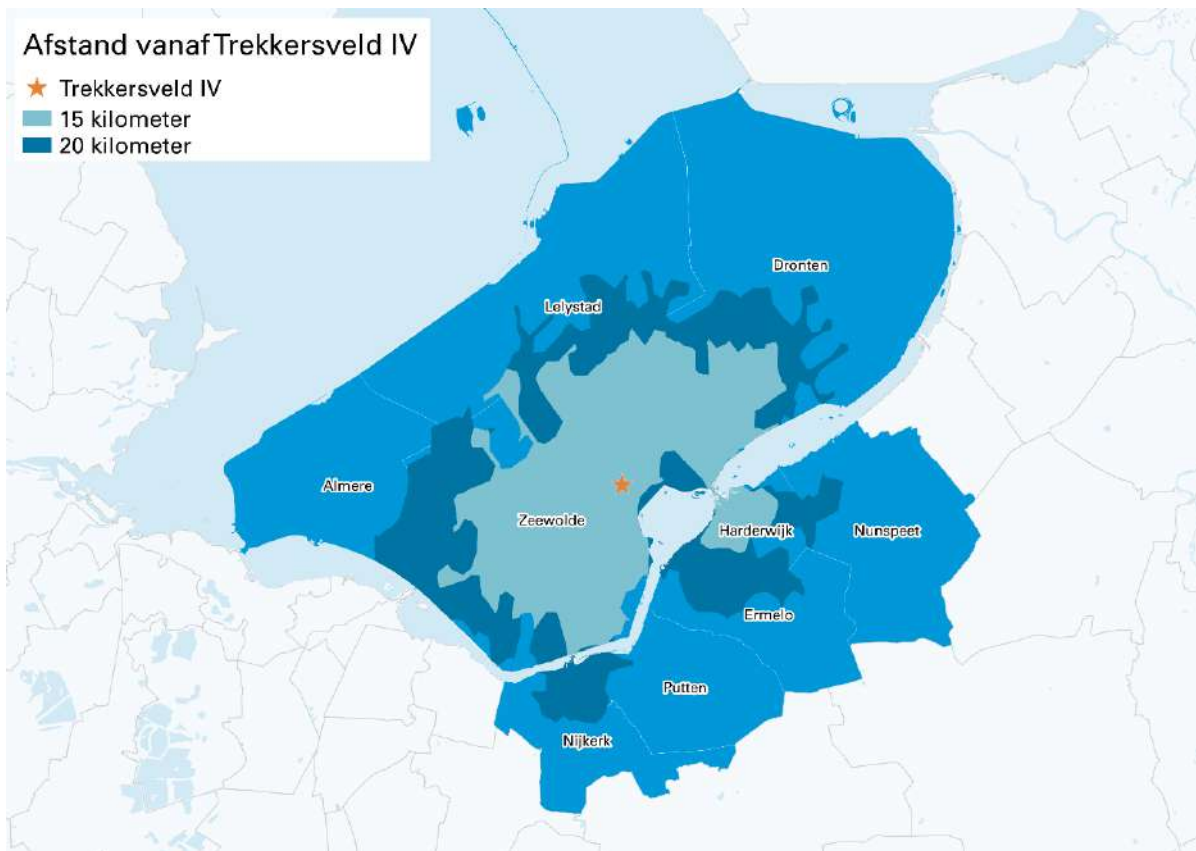 Afstand vanaf Trekkersveld IV
Trekkersveld IV
15 kilometer
20 kilometer
Dronten
Lelystad
Almere
Zeewolde
Harderwijk
Nunspeet
Ermelo
Putten
Nijkerk